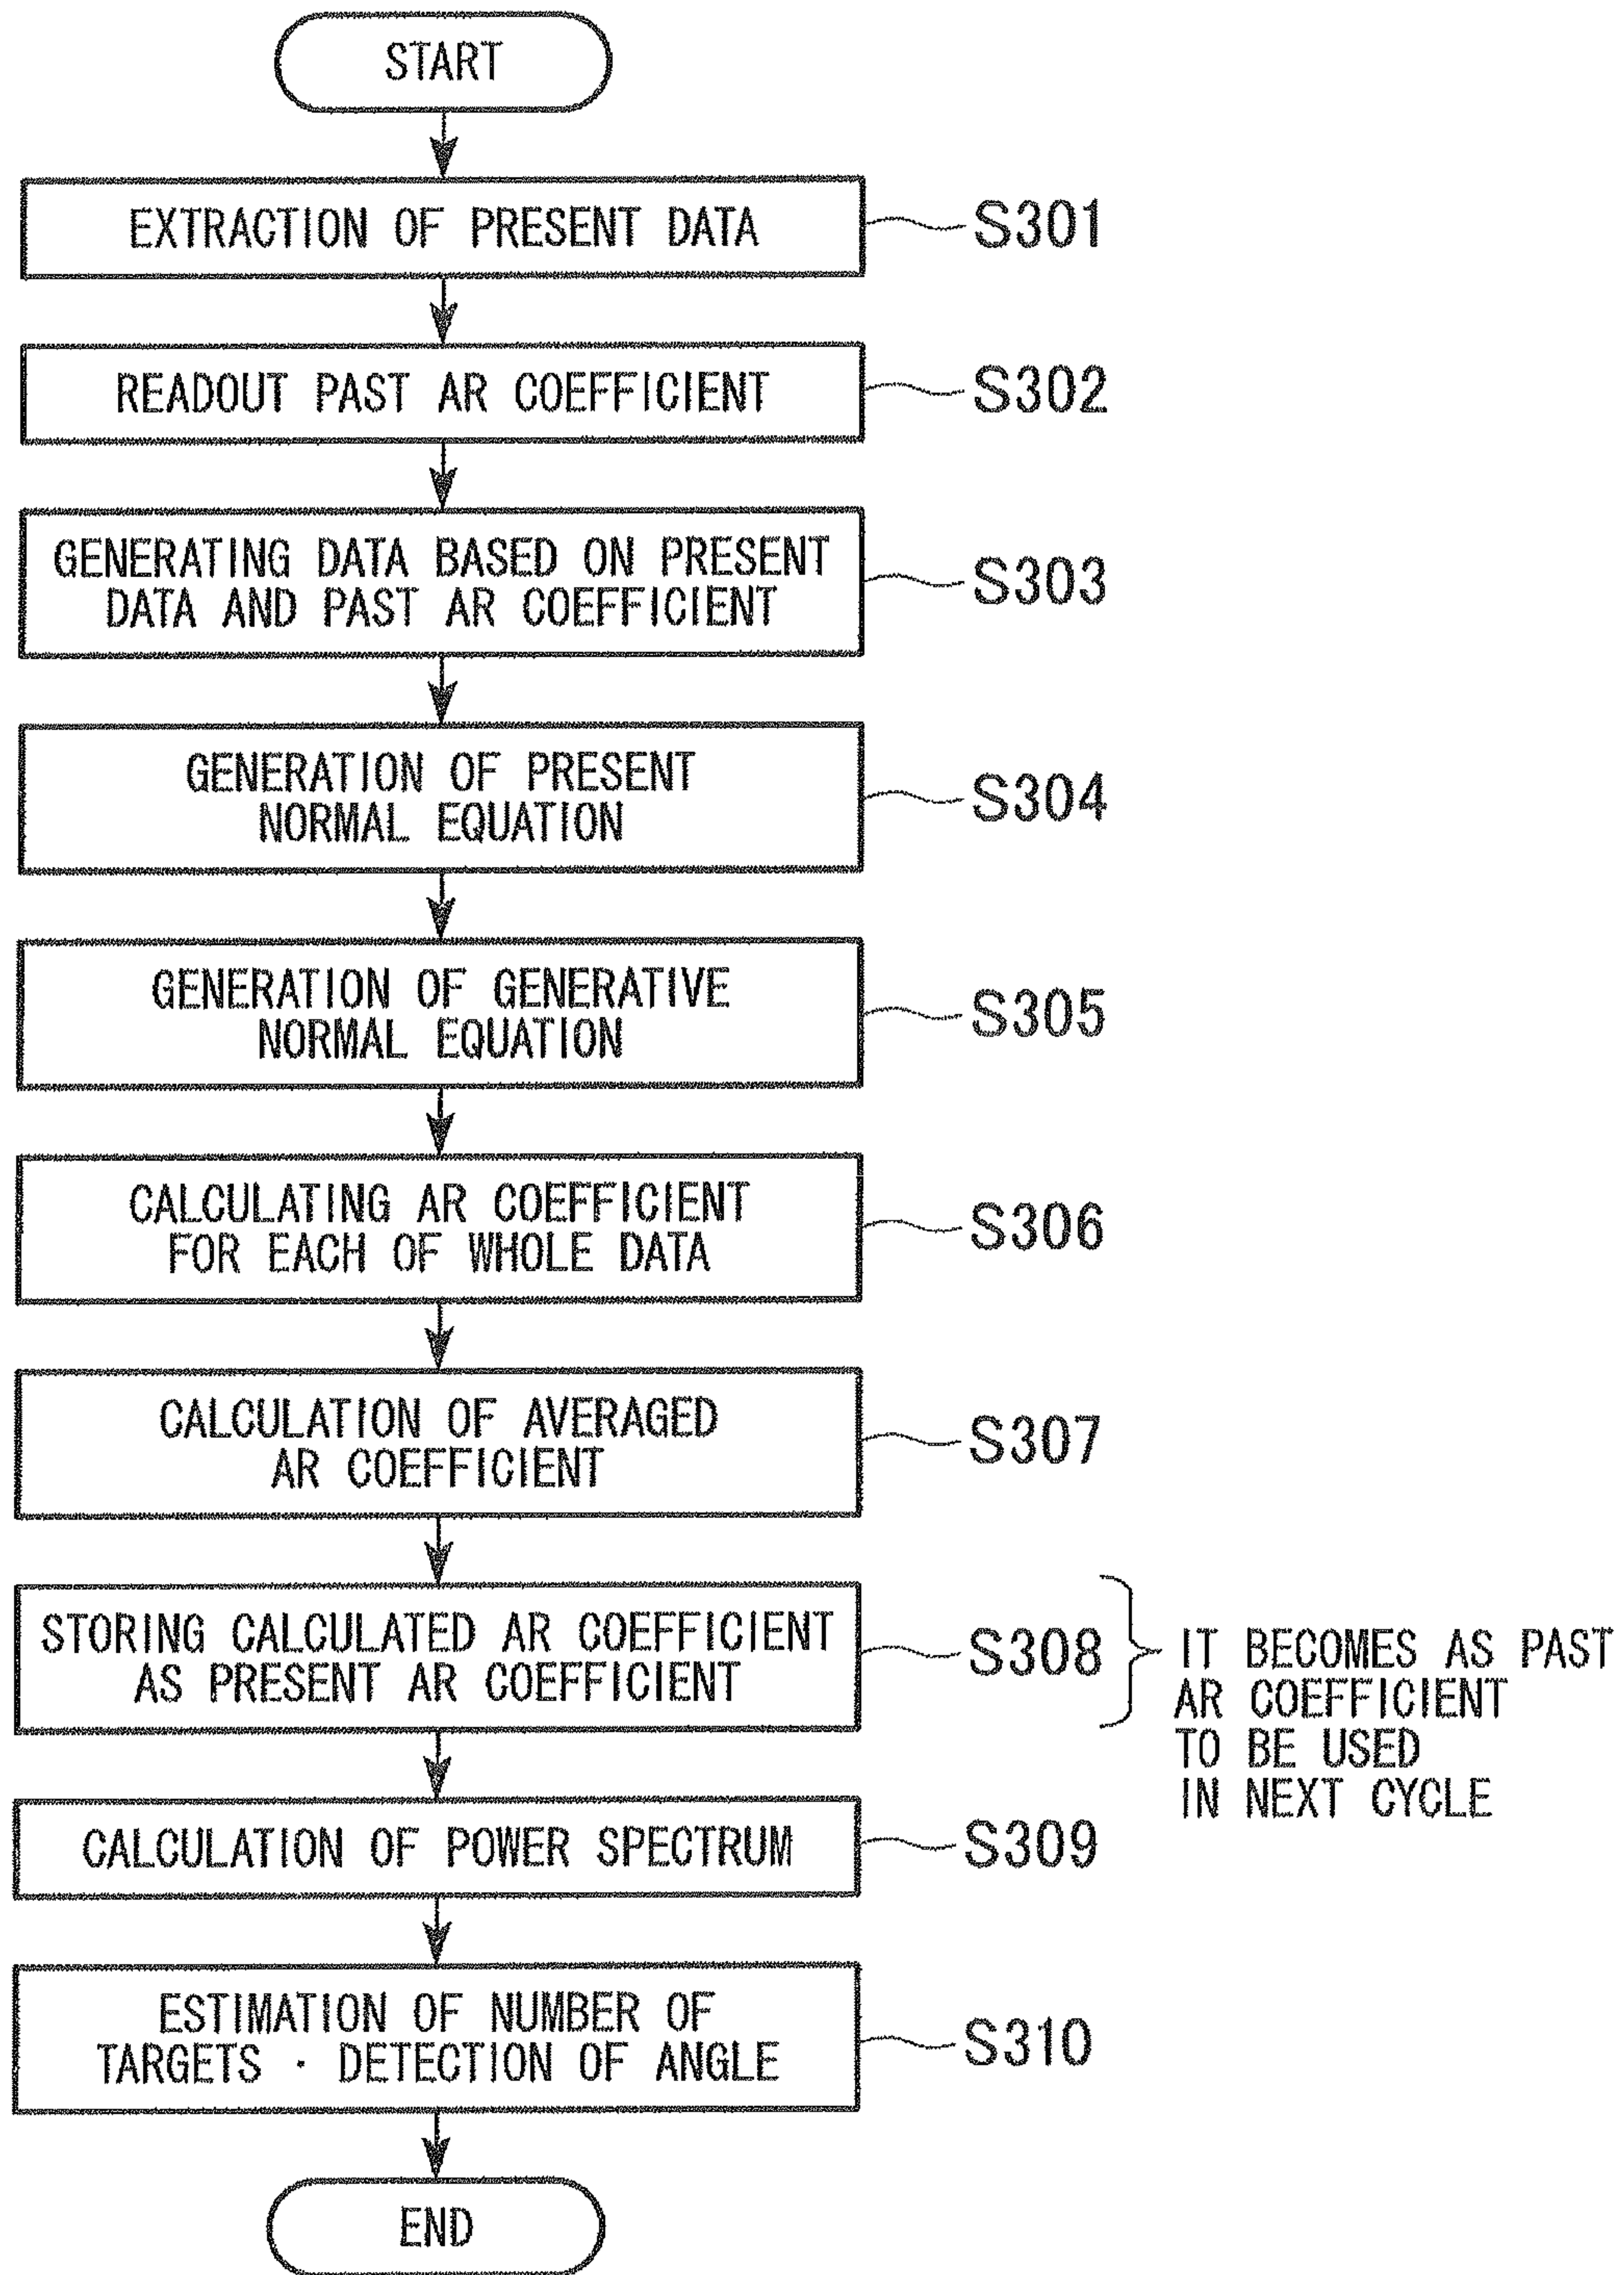 START
EXTRACTION OF PRESENT DATA
S301
READOUT PAST AR COEFFICIENT
S302
GENERATING DATA BASED ON PRESENT
DATA AND PAST AR COEFFICIENT
S303
GENERATION OF PRESENT
NORMAL EQUATION
S304
GENERATION OF GENERATIVE
NORMAL EQUATION
S305
CALCULATING AR COEFFICIENT
FOR EACH OF WHOLE DATA
S306
CALCULATION OF AVERAGED
AR COEFFICIENT
S307
STORING CALCULATED AR COEFFICIENT
AS PRESENT AR COEFFICIENT
S308
IT BECOMES AS PAST
AR COEFFICIENT
TO BE USED
IN NEXT CYCLE
CALCULATION OF POWER SPECTRUM
S309
ESTIMATION OF NUMBER OF
TARGETS · DETECTION OF ANGLE
S310
END